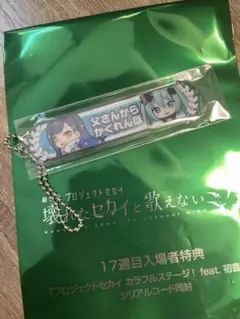 父さんから
かくれんぼ
劇場版プロジェクトセカイ
壊れたセカイと歌えないミク
17週目入場者特典
「プロジェクトセカイ カラフルステージ! feat. 初音
シリアルコード同封